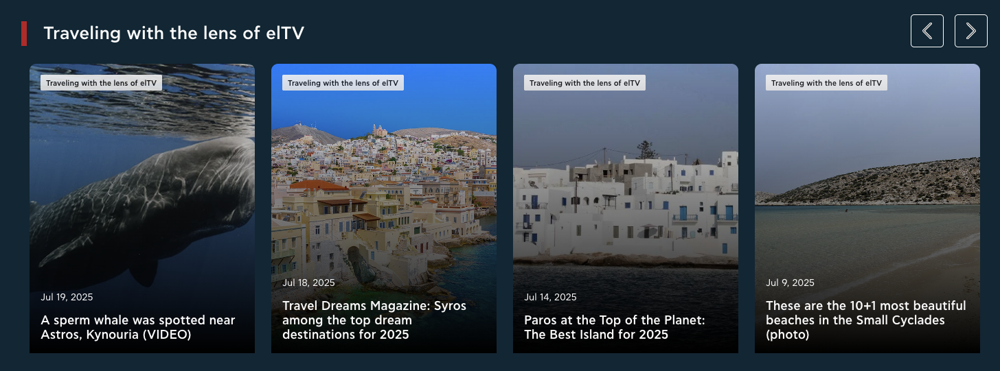 Traveling with the lens of elTV
Traveling with the lens of elTV
Jul 19, 2025
A sperm whale was spotted near
Astros, Kynouria (VIDEO)
Traveling with the lens of elTV
Jul 18, 2025
Travel Dreams Magazine: Syros
among the top dream
destinations for 2025
Traveling with the lens of elTV
Jul 14, 2025
Paros at the Top of the Planet:
The Best Island for 2025
Traveling with the lens of elTV
Jul 9, 2025
These are the 10+1 most beautiful
beaches in the Small Cyclades
(photo)